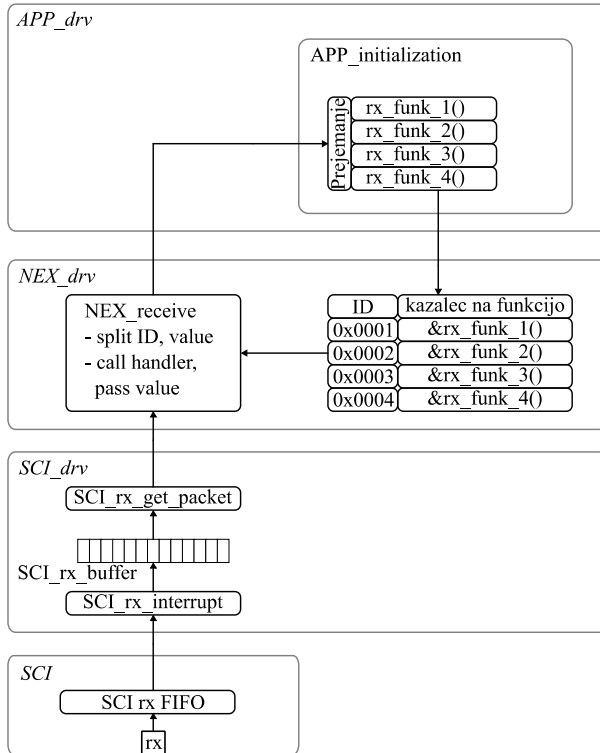 APP_drv
APP_initialization
Prejemanje
rx_funk_1()
rx_funk_2()
rx_funk_3()
rx_funk_4()
NEX_drv
NEX_receive
- split ID, value
- call handler,
pass value
ID kazalec na funkcijo
0x0001 &rx_funk_1()
0x0002 &rx_funk_2()
0x0003 &rx_funk_3()
0x0004 &rx_funk_4()
SCI_drv
SCI_rx_get_packet
SCI_rx_buffer
SCI_rx_interrupt
SCI
SCI rx FIFO
rx